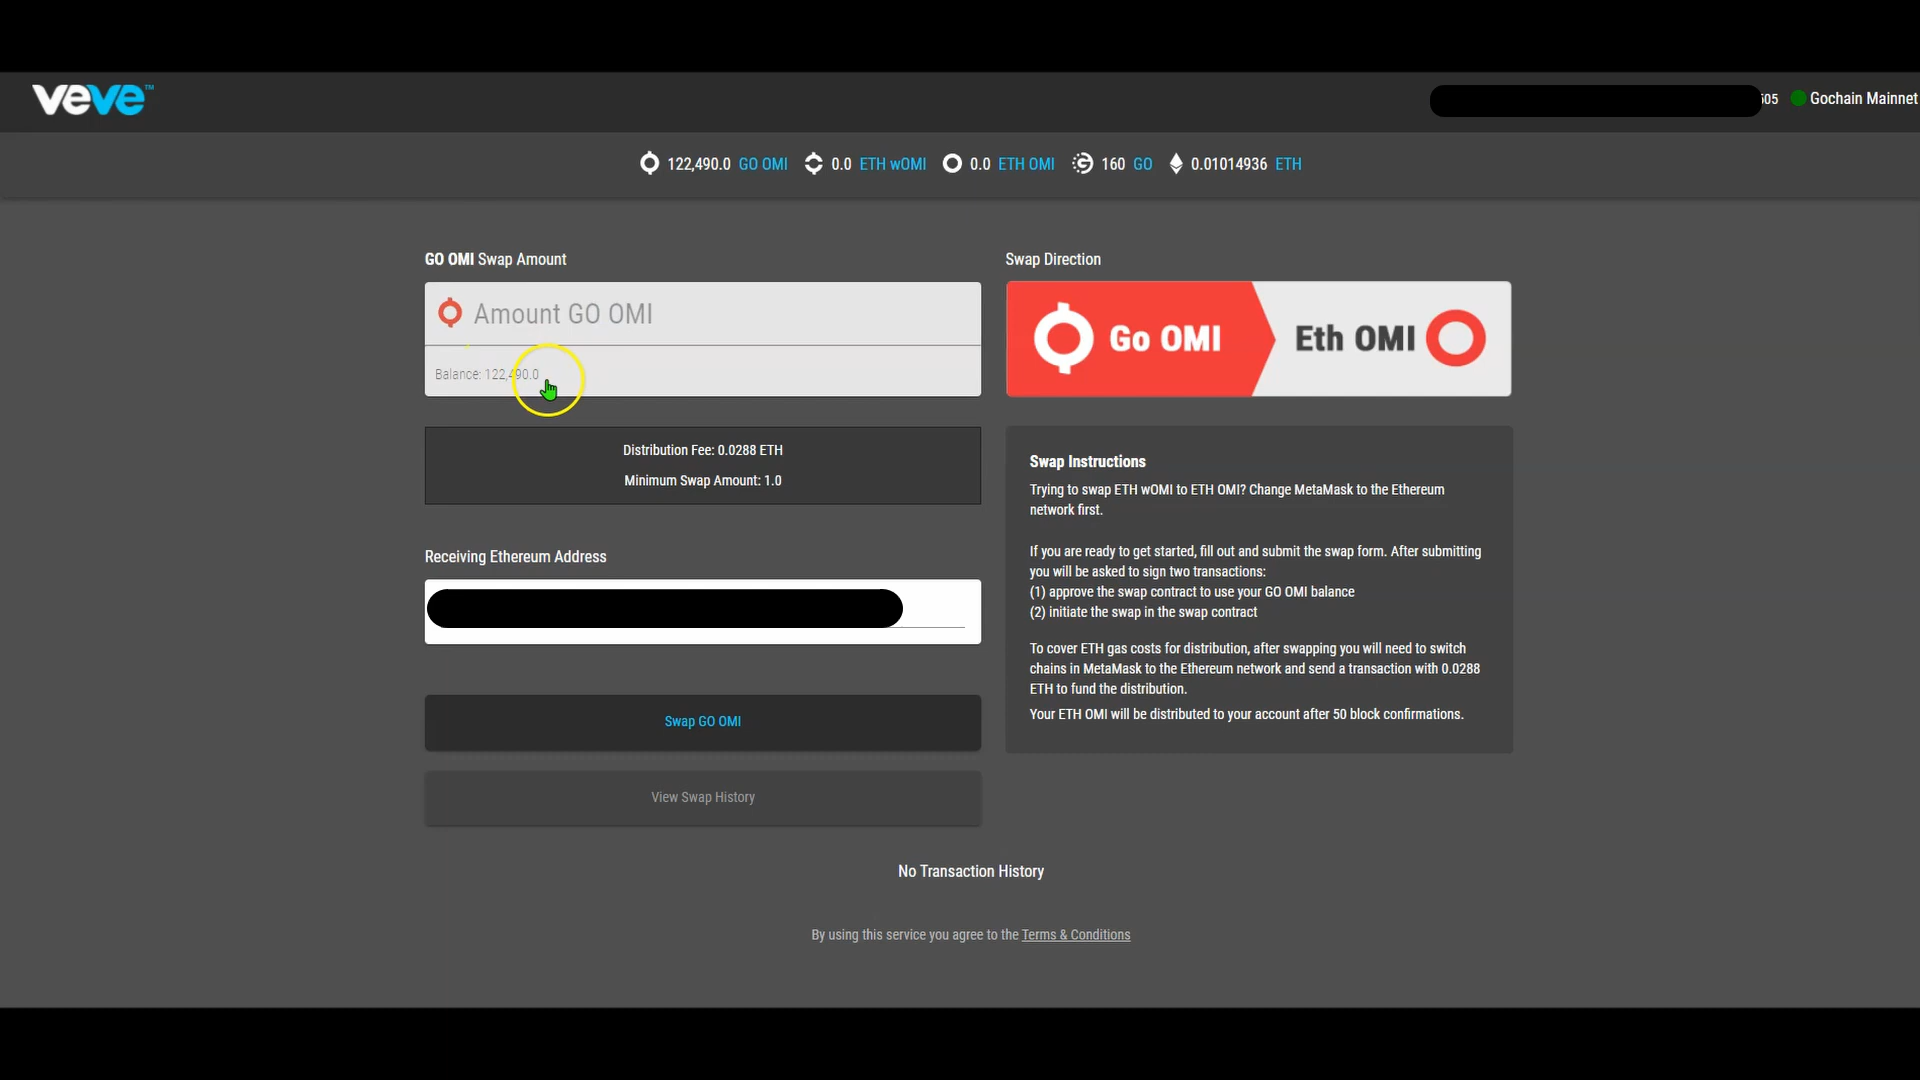 veve™
505 Gochain Mainnet
122,490.0 GO OMI 0.0 ETH wOMI 0.0 ETH OMI 160 GO 0.01014936 ETH
GO OMI Swap Amount
Amount GO OMI
Balance: 122,490.0
Distribution Fee: 0.0288 ETH
Minimum Swap Amount: 1.0
Receiving Ethereum Address
Swap GO OMI
View Swap History
Swap Direction
Go OMI Eth OMI
Swap Instructions
Trying to swap ETH wOMI to ETH OMI? Change MetaMask to the Ethereum
network first.
If you are ready to get started, fill out and submit the swap form. After submitting
you will be asked to sign two transactions:
(1) approve the swap contract to use your GO OMI balance
(2) initiate the swap in the swap contract
To cover ETH gas costs for distribution, after swapping you will need to switch
chains in MetaMask to the Ethereum network and send a transaction with 0.0288
ETH to fund the distribution.
Your ETH OMI will be distributed to your account after 50 block confirmations.
No Transaction History
By using this service you agree to the Terms & Conditions